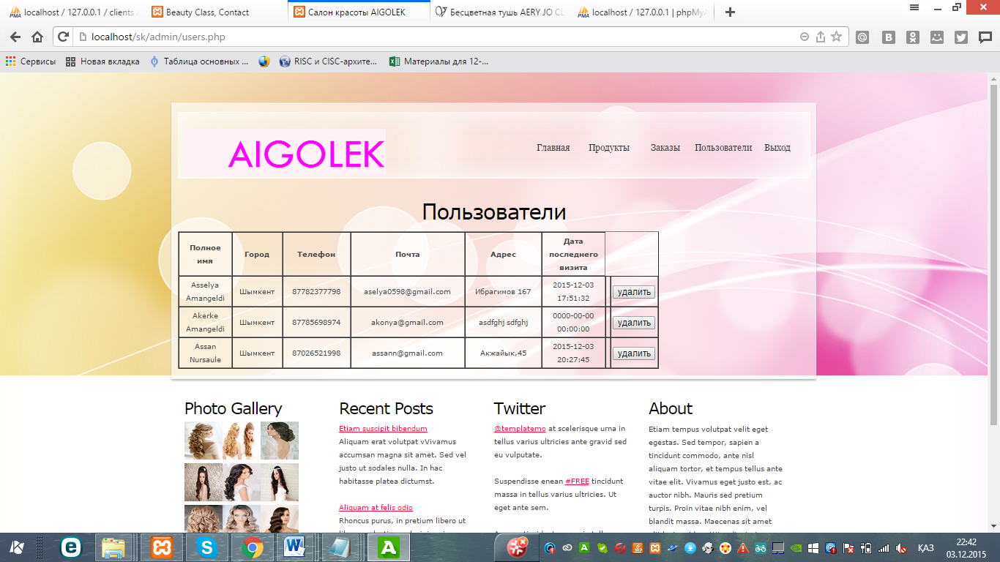 localhost / 127.0.0.1 / clients
Beauty Class, Contact
Салон красоты AIGOLEK
Бесцветная тушь AERY JO CL
localhost / 127.0.0.1 | phpMyA
localhost/sk/admin/users.php
Сервисы
Новая вкладка
Таблица основных ...
RISC и CISC-архите...
Материалы для 12-...
AIGOLEK
Главная
Продукты
Заказы
Пользователи
Выход
Пользователи
Полное имя
Город
Телефон
Почта
Адрес
Дата последнего визита
Asselya Amangeldi
Шымкент
87782377798
aselya0598@gmail.com
Ибрагимов 167
2015-12-03 17:51:32
удалить
Akerke Amangeldi
Шымкент
87785698974
akonya@gmail.com
asdfghj sdfghj
0000-00-00 00:00:00
удалить
Assan Nursaule
Шымкент
87026521998
assann@gmail.com
Акжайык,45
2015-12-03 20:27:45
удалить
Photo Gallery
Recent Posts
Etiam suscipit bibendum
Aliquam erat volutpat vVivamus
accumsan magna sit amet. Sed vel
justo ut sodales nulla. In hac
habitasse platea dictumst.
Aliquam at felis odio
Rhoncus purus, in pretium libero ut
Twitter
@templatemo at scelerisque urna in
tellus varius ultricies ante gravid sed
eu vulputate.
Suspendisse enean #FREE tincidunt
massa in tellus varius ultricies. Ut
eget ante sem.
About
Etiam tempus volutpat velit eget
egestas. Sed tempor, sapien a
tincidunt commodo, ante nisl
aliquam tortor, et tempus tellus ante
vitae elit. Vivamus eget justo est, ac
auctor nibh. Mauris sed pretium
turpis. Proin vitae nibh enim, vel
blandit massa. Maecenas sit amet
ҚАЗ
22:42
03.12.2015